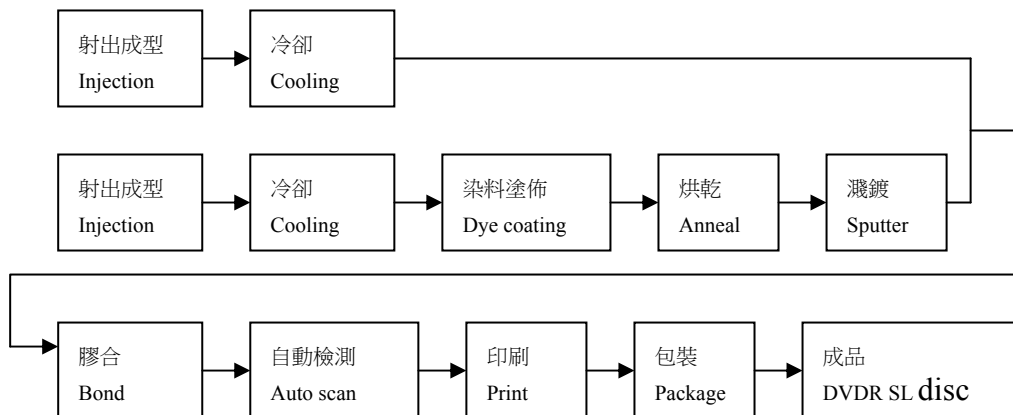 射出成型
Injection
冷卻
Cooling
射出成型
Injection
冷卻
Cooling
染料塗佈
Dye coating
烘乾
Anneal
濺鍍
Sputter
膠合
Bond
自動檢測
Auto scan
印刷
Print
包裝
Package
成品
DVDR SL disc